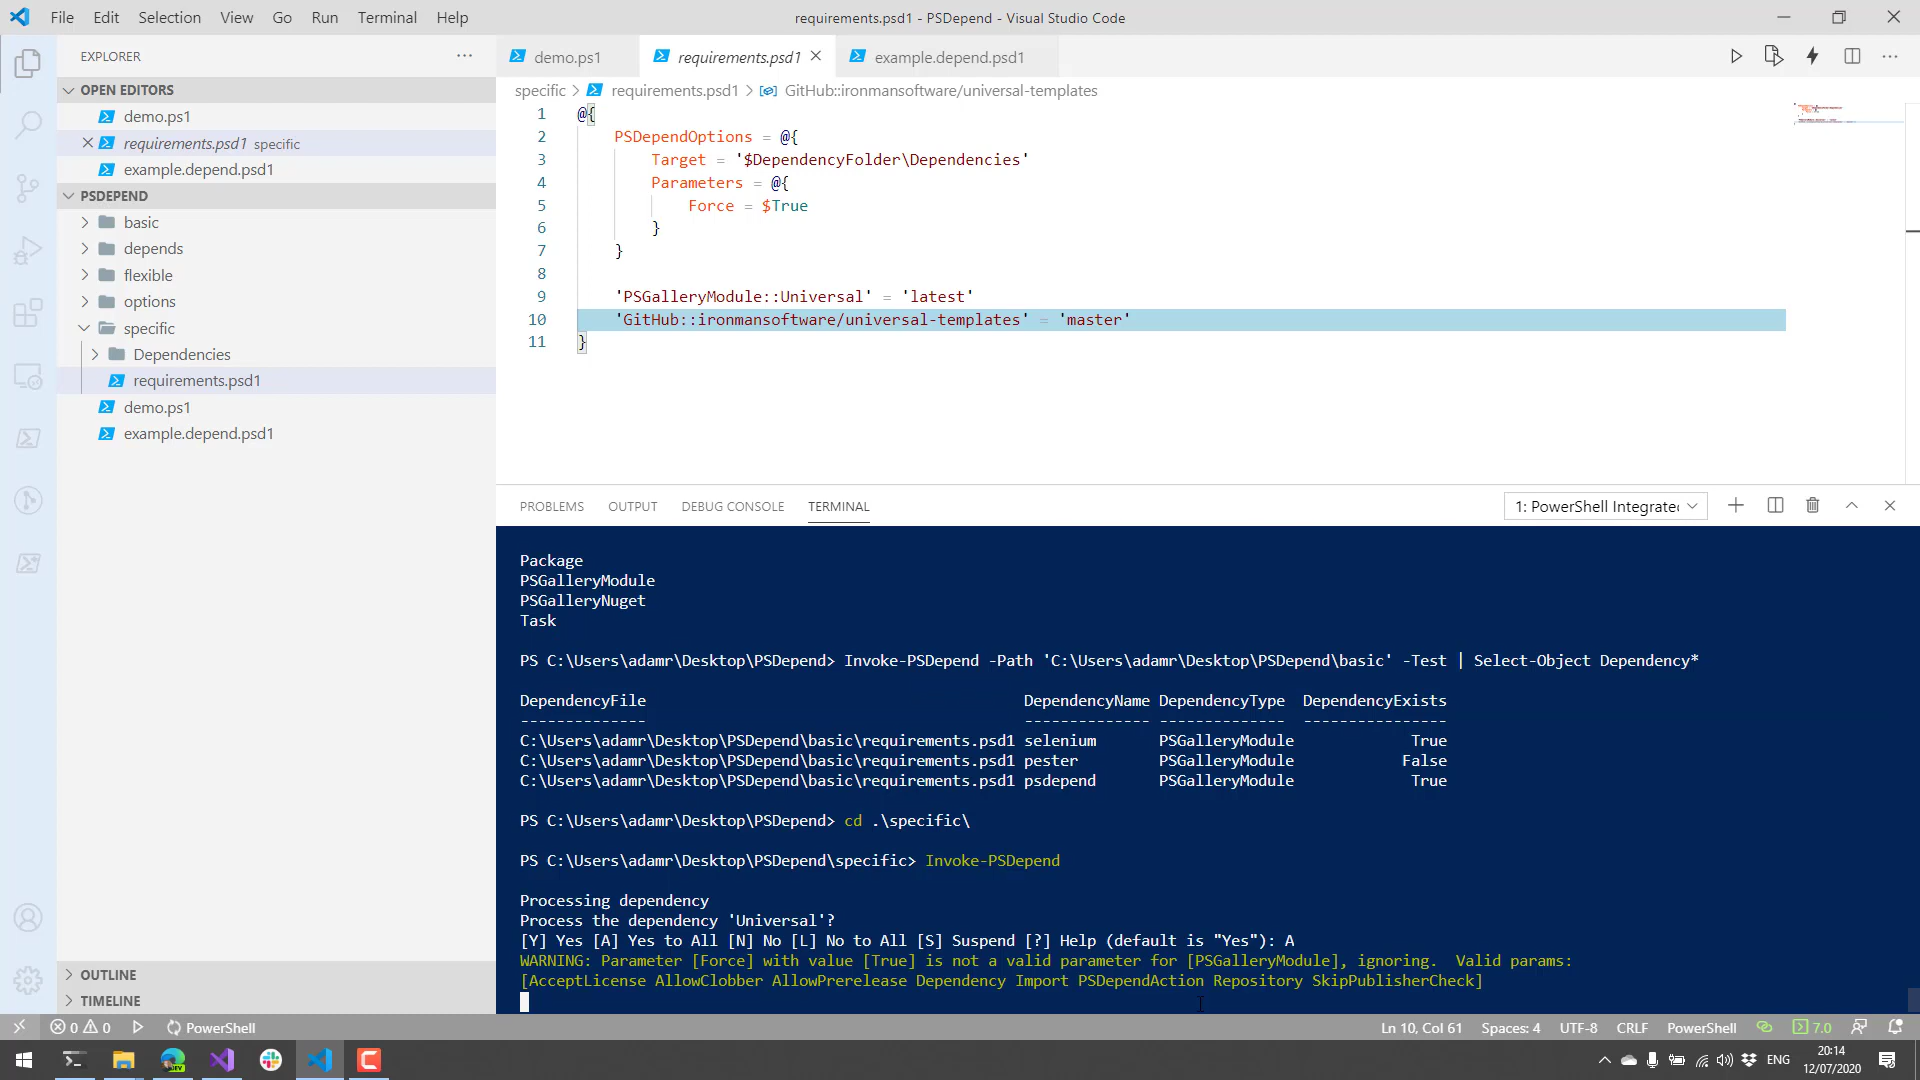 File Edit Selection View Go Run Terminal Help
requirements.psd1 - PSDepend - Visual Studio Code
EXPLORER
OPEN EDITORS
demo.ps1
requirements.psd1 specific
example.depend.psd1
PSDEPEND
basic
depends
flexible
options
specific
Dependencies
requirements.psd1
demo.ps1
example.depend.psd1
OUTLINE
TIMELINE
demo.ps1 requirements.psd1 example.depend.psd1
specific requirements.psd1 GitHub::ironmansoftware/universal-templates
1 @{
2 PSDependOptions = @{
3 Target = '$DependencyFolder\Dependencies'
4 Parameters = @{
5 Force = $True
6 }
7 }
8
9 'PSGalleryModule::Universal' = 'latest'
10 'GitHub::ironmansoftware/universal-templates' = 'master'
11 }
PROBLEMS OUTPUT DEBUG CONSOLE TERMINAL 1: PowerShell Integrate
Package
PSGalleryModule
PSGalleryNuget
Task
PS C:\Users\adamr\Desktop\PSDepend> Invoke-PSDepend -Path 'C:\Users\adamr\Desktop\PSDepend\basic' -Test | Select-Object Dependency*
DependencyFile DependencyName DependencyType DependencyExists
-------------- -------------- -------------- ----------------
C:\Users\adamr\Desktop\PSDepend\basic\requirements.psd1 selenium PSGalleryModule True
C:\Users\adamr\Desktop\PSDepend\basic\requirements.psd1 pester PSGalleryModule False
C:\Users\adamr\Desktop\PSDepend\basic\requirements.psd1 psdepend PSGalleryModule True
PS C:\Users\adamr\Desktop\PSDepend> cd .\specific\
PS C:\Users\adamr\Desktop\PSDepend\specific> Invoke-PSDepend
Processing dependency
Process the dependency 'Universal'?
[Y] Yes [A] Yes to All [N] No [L] No to All [S] Suspend [?] Help (default is "Yes"): A
WARNING: Parameter [Force] with value [True] is not a valid parameter for [PSGalleryModule], ignoring. Valid params:
[AcceptLicense AllowClobber AllowPrerelease Dependency Import PSDependAction Repository SkipPublisherCheck]
0 0 PowerShell Ln 10, Col 61 Spaces: 4 UTF-8 CRLF PowerShell 7.0
ENG
20:14
12/07/2020